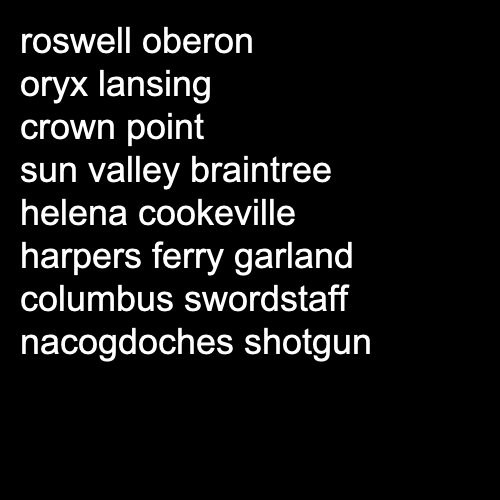 roswell oberon
oryx lansing
crown point
sun valley braintree
helena cookeville
harpers ferry garland
columbus swordstaff
nacogdoches shotgun